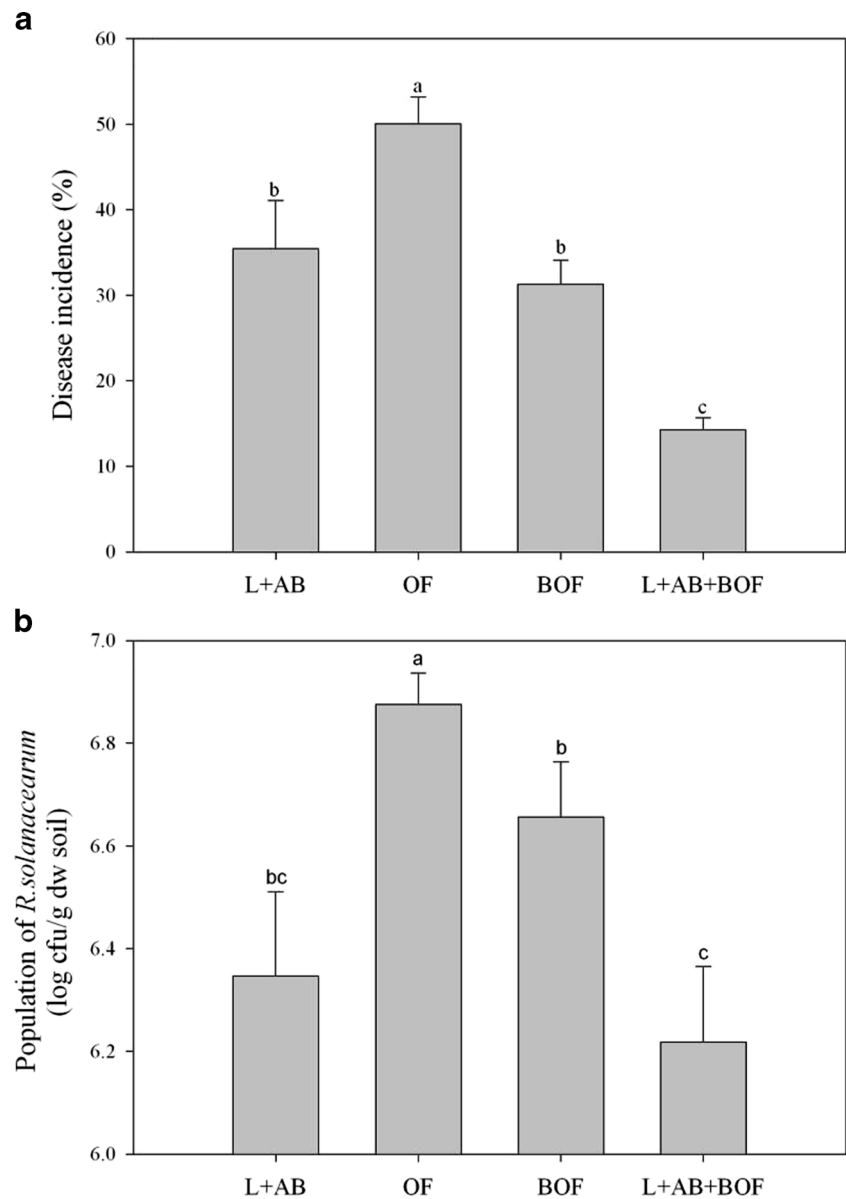 a
60
50
40
30
20
10
0
Disease incidence (%)
b
a
b
c
L+AB OF BOF L+AB+BOF
b
7.0
6.8
6.6
6.4
6.2
6.0
Population of R.solanacearum
(log cfu/g dw soil)
bc
a
b
c
L+AB OF BOF L+AB+BOF